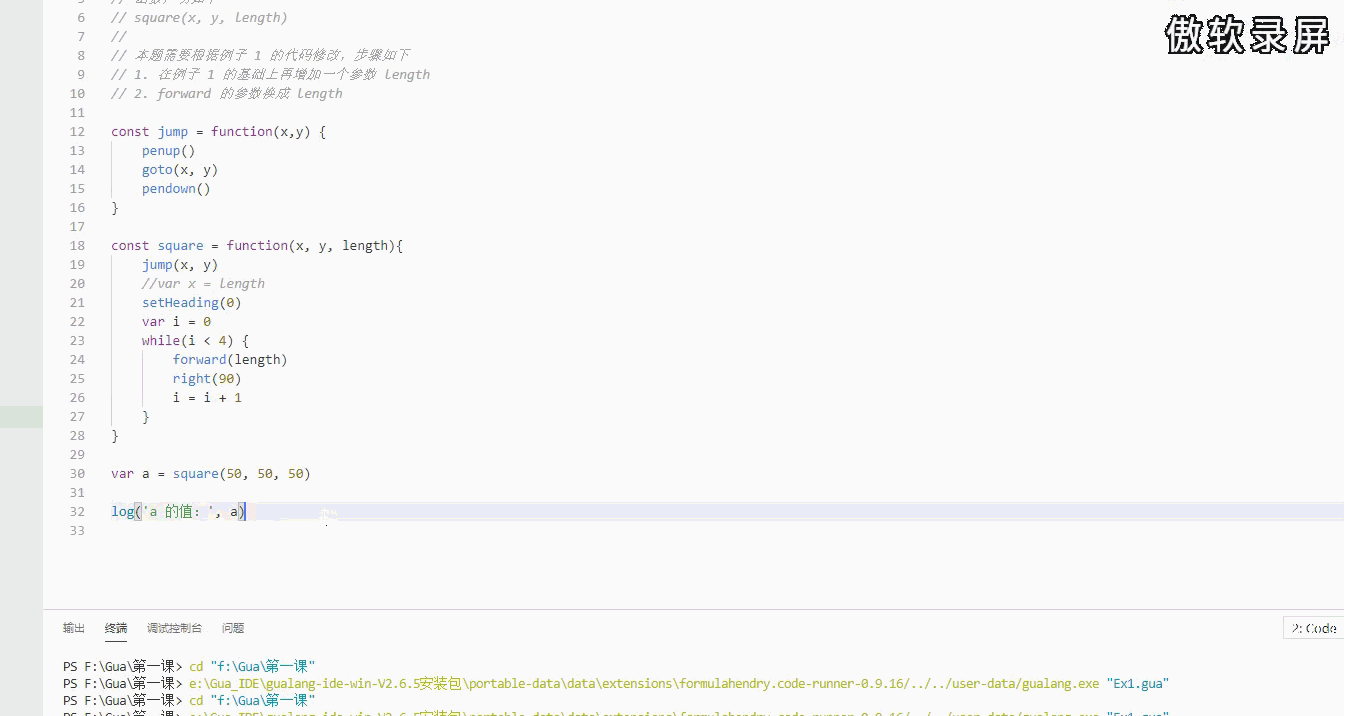 傲软录屏
6 // square(x, y, length)
7 //
8 // 本题需要根据例子 1 的代码修改，步骤如下
9 // 1. 在例子 1 的基础上再增加一个参数 length
10 // 2. forward 的参数换成 length
11
12 const jump = function(x,y) {
13 penup()
14 goto(x, y)
15 pendown()
16 }
17
18 const square = function(x, y, length){
19 jump(x, y)
20 //var x = length
21 setHeading(0)
22 var i = 0
23 while(i < 4) {
24 forward(length)
25 right(90)
26 i = i + 1
27 }
28 }
29
30 var a = square(50, 50, 50)
31
32 log('a 的值: ', a)
33
输出 终端 调试控制台 问题 2: Code
PS F:\Gua\第一课> cd "f:\Gua\第一课"
PS F:\Gua\第一课> e:\Gua_IDE\gualang-ide-win-V2.6.5安装包\portable-data\data\extensions\formulahendry.code-runner-0.9.16/../../user-data/gualang.exe "Ex1.gua"
PS F:\Gua\第一课> cd "f:\Gua\第一课"